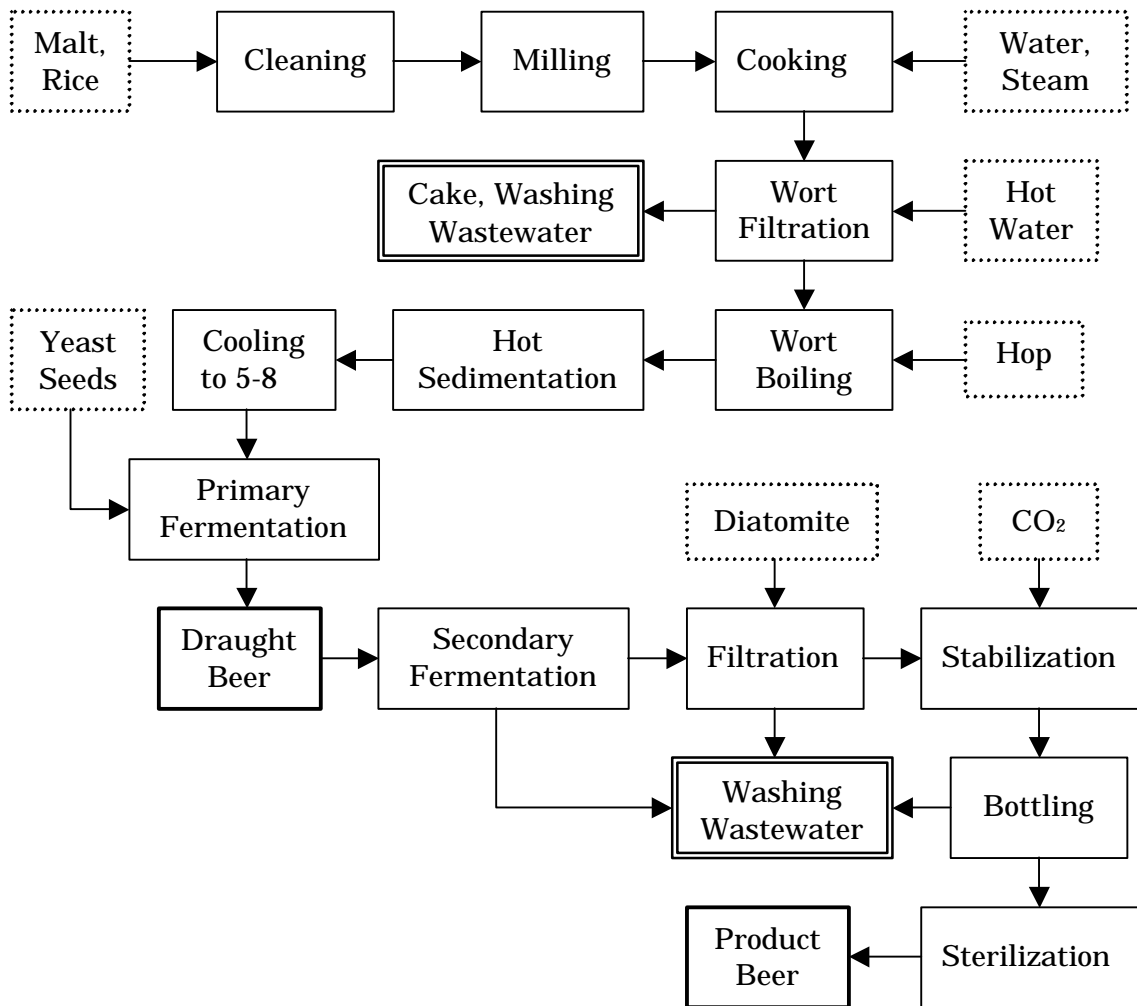 Malt,
Rice
Cleaning
Milling
Cooking
Water,
Steam
Cake, Washing
Wastewater
Wort
Filtration
Hot
Water
Yeast
Seeds
Cooling
to 5-8
Hot
Sedimentation
Wort
Boiling
Hop
Primary
Fermentation
Diatomite
CO₂
Draught
Beer
Secondary
Fermentation
Filtration
Stabilization
Washing
Wastewater
Bottling
Product
Beer
Sterilization